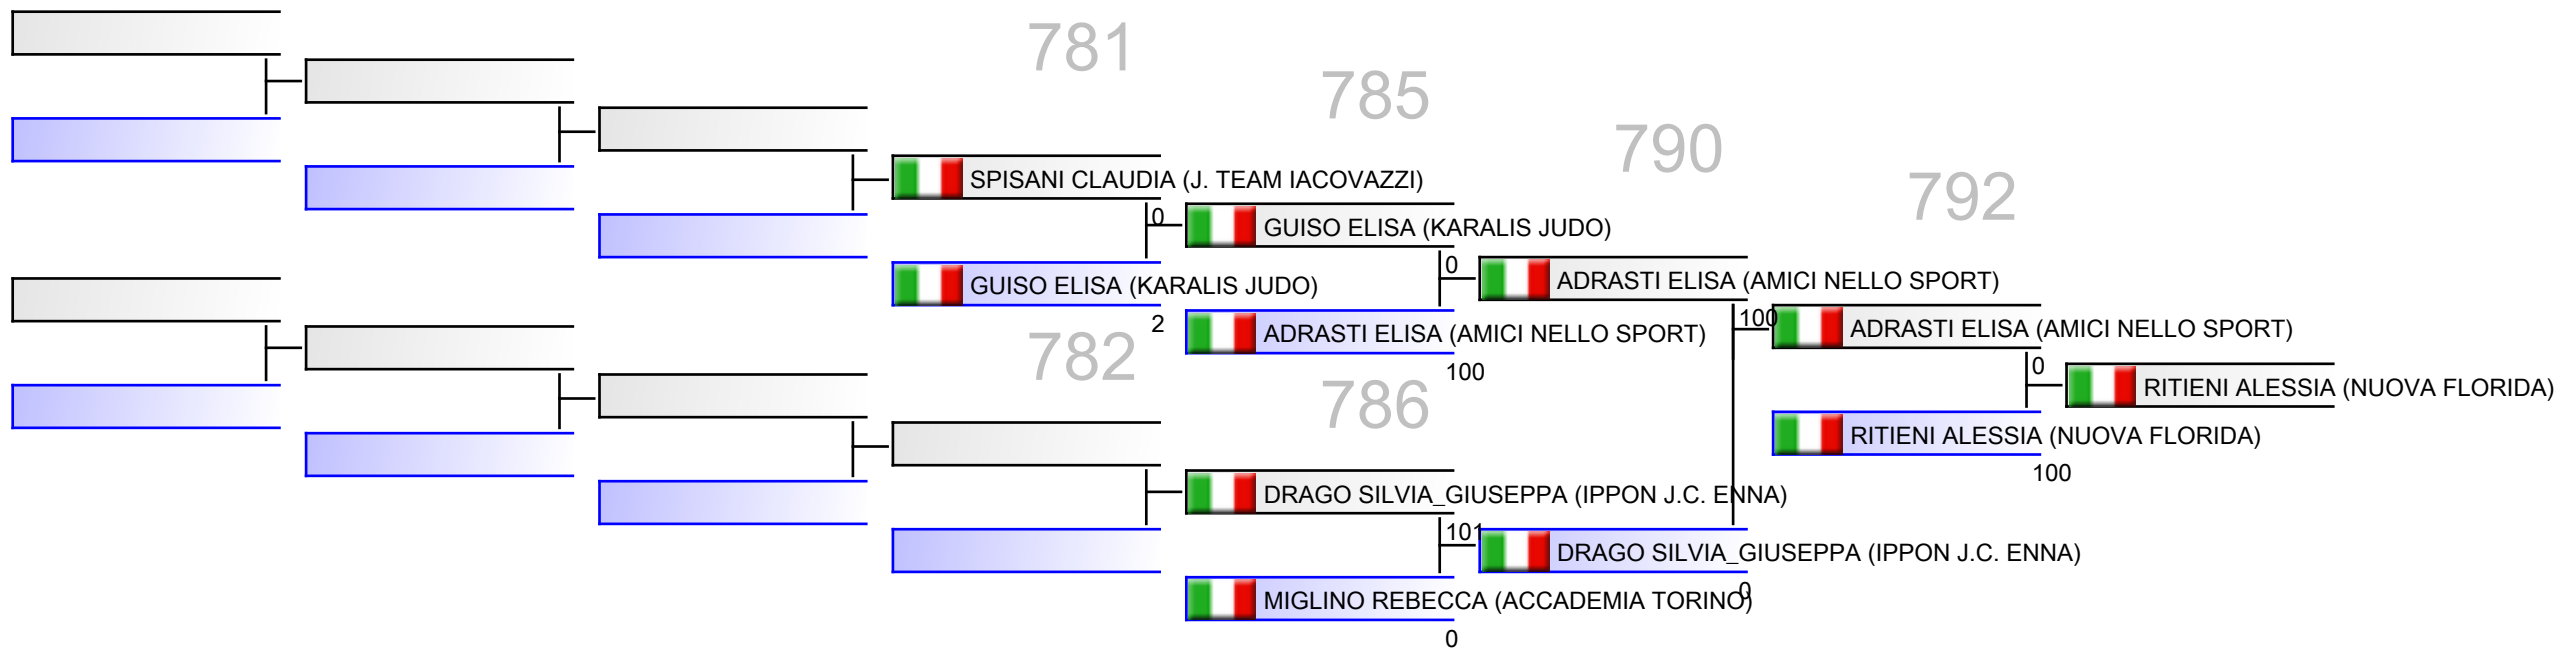 781
785
790
792
SPISANI CLAUDIA (J. TEAM IACOVAZZI)
0
GUISO ELISA (KARALIS JUDO)
GUISO ELISA (KARALIS JUDO)
2
0
ADRASTI ELISA (AMICI NELLO SPORT)
ADRASTI ELISA (AMICI NELLO SPORT)
100
100
ADRASTI ELISA (AMICI NELLO SPORT)
0
RITIENI ALESSIA (NUOVA FLORIDA)
RITIENI ALESSIA (NUOVA FLORIDA)
100
782
786
DRAGO SILVIA_GIUSEPPA (IPPON J.C. ENNA)
101
DRAGO SILVIA_GIUSEPPA (IPPON J.C. ENNA)
0
MIGLINO REBECCA (ACCADEMIA TORINO)
0